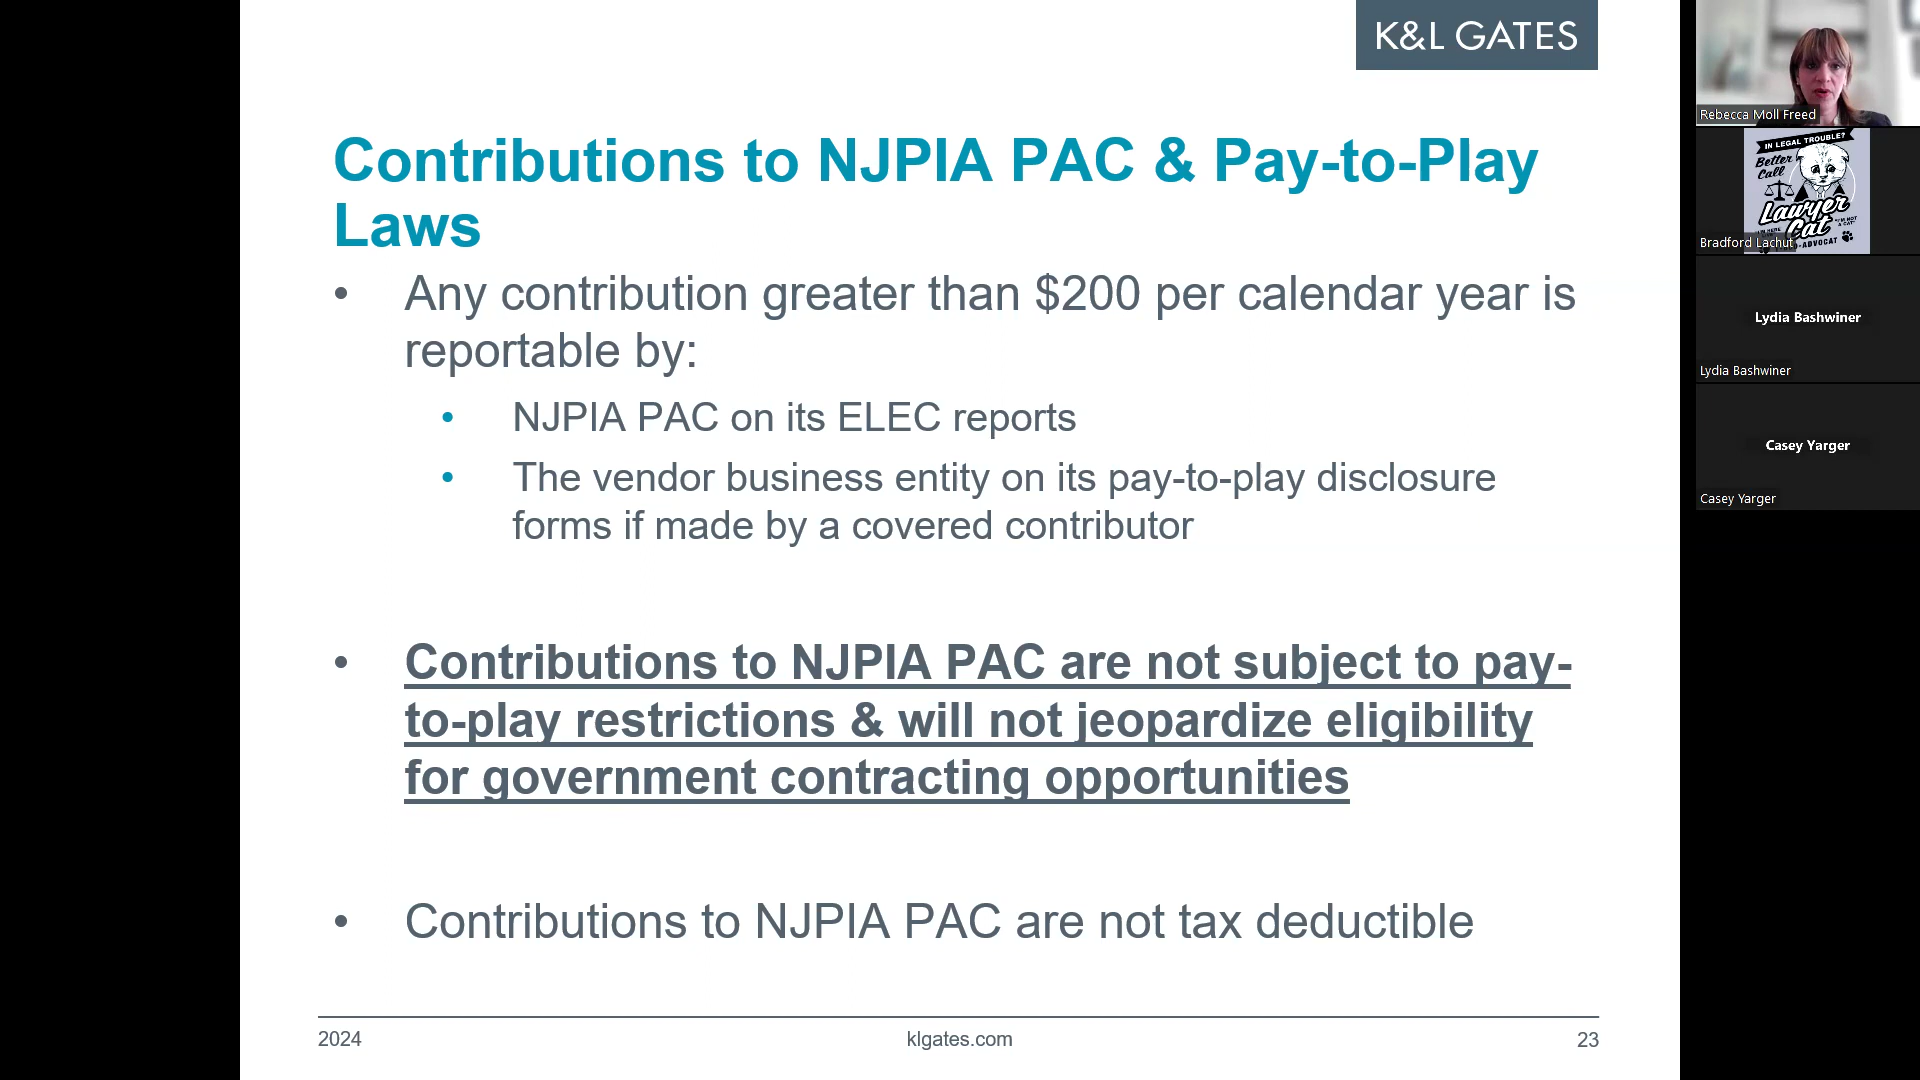 K&L GATES
Contributions to NJPIA PAC & Pay-to-Play
Laws
• Any contribution greater than $200 per calendar year is
reportable by:
• NJPIA PAC on its ELEC reports
• The vendor business entity on its pay-to-play disclosure
forms if made by a covered contributor
• Contributions to NJPIA PAC are not subject to pay-
to-play restrictions & will not jeopardize eligibility
for government contracting opportunities
• Contributions to NJPIA PAC are not tax deductible
2024
klgates.com
23
Rebecca Moll Freed
IN LEGAL TROUBLE?
Better
Call
Lawyer
Cat
Bradford Lachut
Lydia Bashwiner
Lydia Bashwiner
Casey Yarger
Casey Yarger